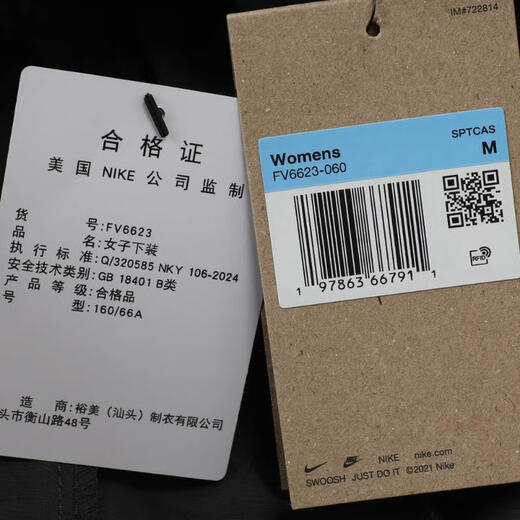 合格证
美国 NIKE 公司监制
货号:FV6623
品名:女子下装
执行标准:Q/320585 NKY 106-2024
安全技术类别:GB 18401 B类
产品等级:合格品
号型:160/66A
造商:裕美（汕头）制衣有限公司
头市衡山路48号
IM#722814
SPTCAS
Womens M
FV6623-060
1 97863 66791 1
RFID
NIKE nike.com
SWOOSH JUST DO IT ©2021 Nike